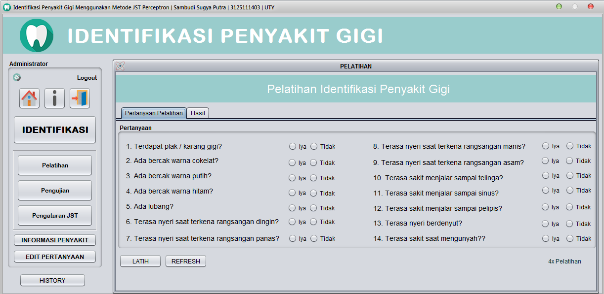 Identifikasi Penyakit Gigi Menggunakan Metode JST Perceptron | Sambudi Sugya Putra | 3125111403 | UTY
IDENTIFIKASI PENYAKIT GIGI
Administrator
Logout
IDENTIFIKASI
Pelatihan
Pengujian
Pengaturan JST
INFORMASI PENYAKIT
EDIT PERTANYAAN
HISTORY
PELATIHAN
Pelatihan Identifikasi Penyakit Gigi
Pertanyaan Pelatihan Hasil
Pertanyaan
1. Terdapat plak / karang gigi? Iya Tidak
2. Ada bercak warna cokelat? Iya Tidak
3. Ada bercak warna putih? Iya Tidak
4. Ada bercak warna hitam? Iya Tidak
5. Ada lubang? Iya Tidak
6. Terasa nyeri saat terkena rangsangan dingin? Iya Tidak
7. Terasa nyeri saat terkena rangsangan panas? Iya Tidak
8. Terasa nyeri saat terkena rangsangan manis? Iya Tidak
9. Terasa nyeri saat terkena rangsangan asam? Iya Tidak
10. Terasa sakit menjalar sampai telinga? Iya Tidak
11. Terasa sakit menjalar sampai sinus? Iya Tidak
12. Terasa sakit menjalar sampai pelipis? Iya Tidak
13. Terasa nyeri berdenyut? Iya Tidak
14. Terasa sakit saat mengunyah?? Iya Tidak
LATIH REFRESH
4x Pelatihan